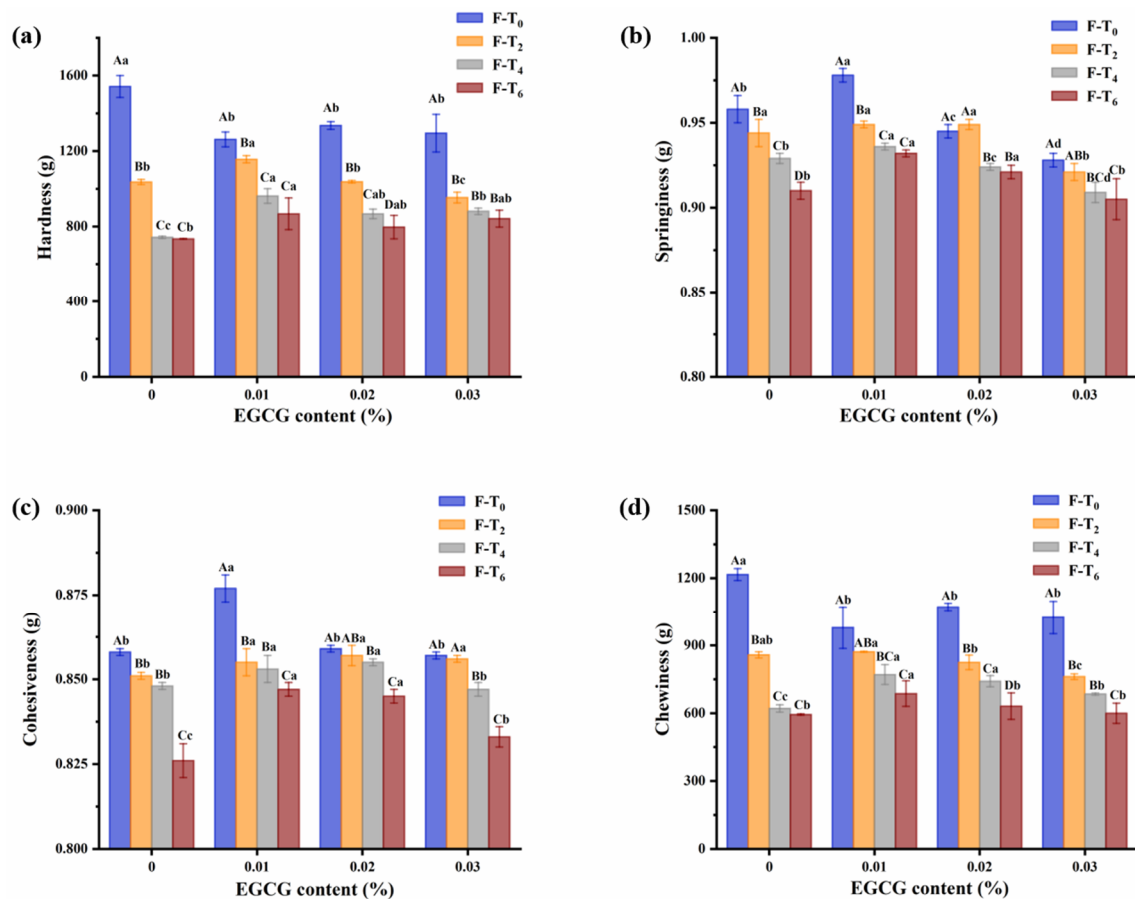 (a)
F-T0
F-T2
F-T4
F-T6
Hardness (g)
1600
1200
800
400
0
Aa
Bb
Cc
Cb
Ab
Ba
Ca
Ca
Ab
Bb
Cab
Dab
Ab
Bc
Bb
Bab
0
0.01
0.02
0.03
EGCG content (%)
(b)
F-T0
F-T2
F-T4
F-T6
Springiness (g)
1.00
0.95
0.90
0.85
0.80
Ab
Ba
Cb
Db
Aa
Ba
Ca
Ca
Ac
Aa
Bc
Ba
Ad
ABb
BCd
Cb
0
0.01
0.02
0.03
EGCG content (%)
(c)
F-T0
F-T2
F-T4
F-T6
Cohesiveness (g)
0.900
0.875
0.850
0.825
0.800
Ab
Bb
Bb
Cc
Aa
Ba
Ba
Ca
Ab
ABa
Ba
Ca
Ab
Aa
Bb
Cb
0
0.01
0.02
0.03
EGCG content (%)
(d)
F-T0
F-T2
F-T4
F-T6
Chewiness (g)
1500
1200
900
600
300
0
Aa
Bab
Cc
Cb
Ab
ABa
BCa
Ca
Ab
Bb
Ca
Db
Ab
Bc
Bb
Cb
0
0.01
0.02
0.03
EGCG content (%)